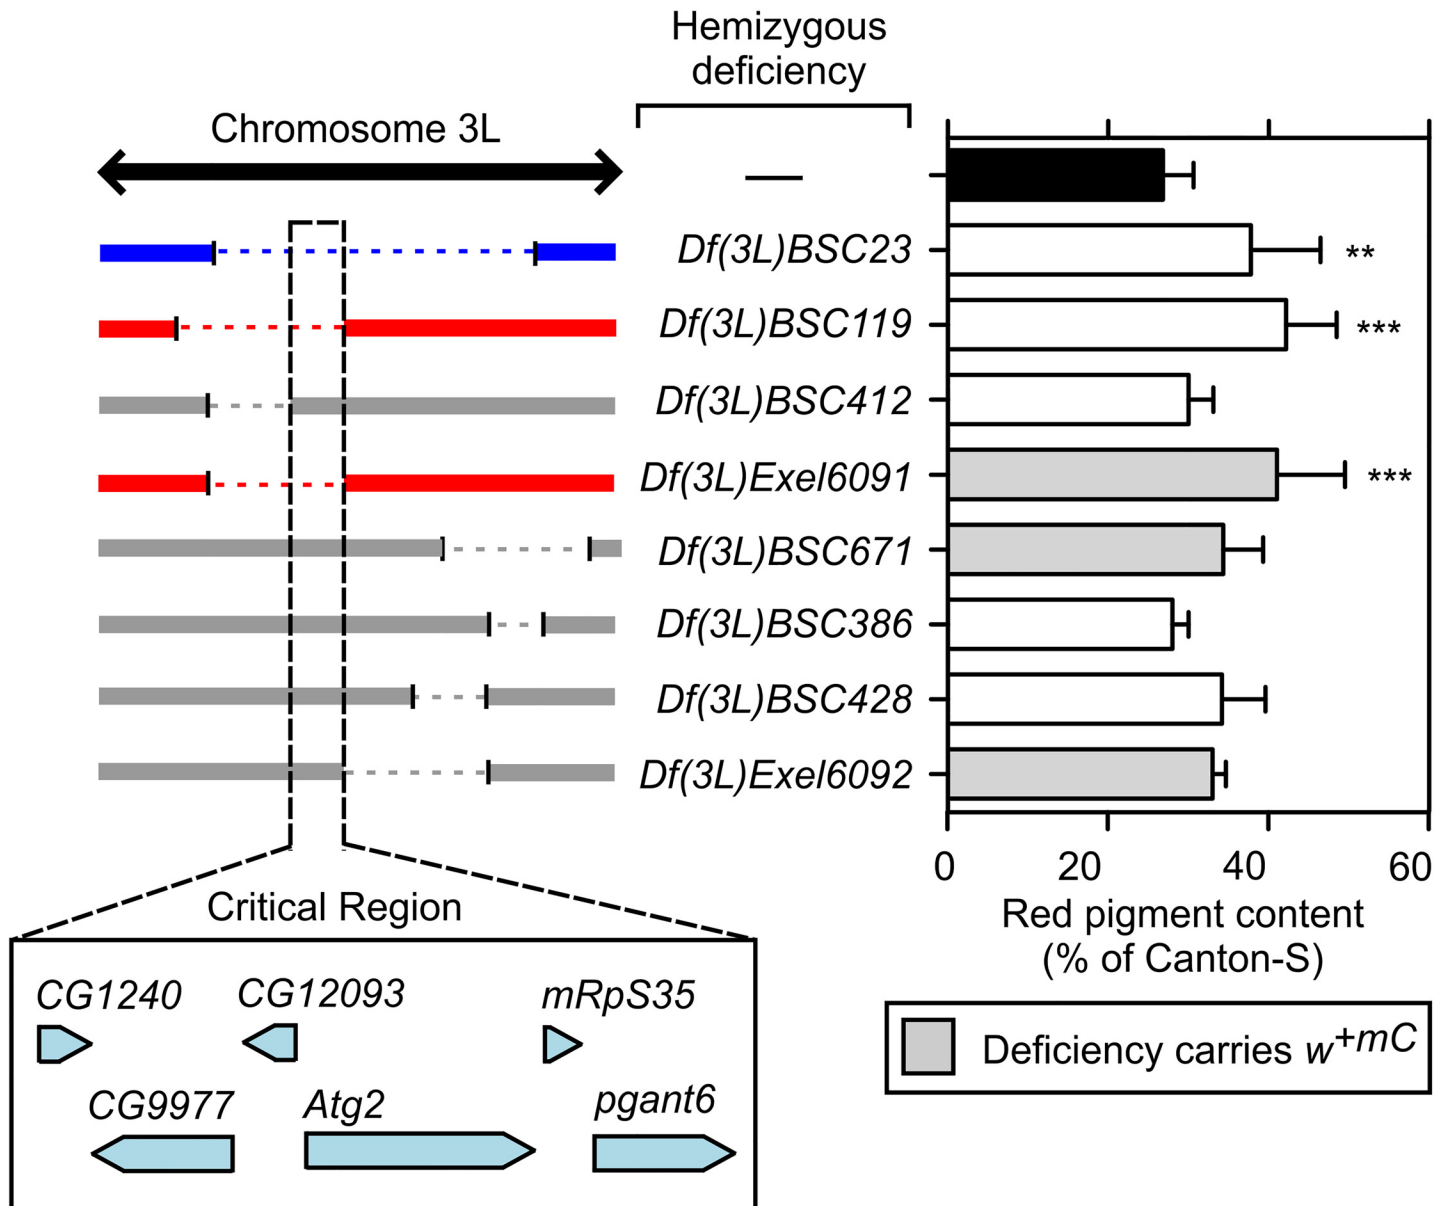 Hemizygous
deficiency
Chromosome 3L
—
Df(3L)BSC23
**
Df(3L)BSC119
***
Df(3L)BSC412
Df(3L)Exel6091
***
Df(3L)BSC671
Df(3L)BSC386
Df(3L)BSC428
Df(3L)Exel6092
0 20 40 60
Red pigment content
(% of Canton-S)
Deficiency carries w+mC
Critical Region
CG1240 CG12093 mRpS35
CG9977 Atg2 pgant6